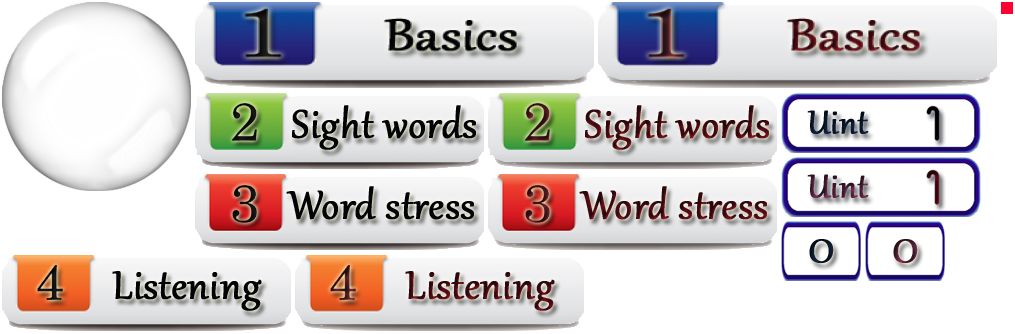 1 Basics
1 Basics
2 Sight words
2 Sight words
Uint 1
3 Word stress
3 Word stress
Uint 1
O O
4 Listening
4 Listening